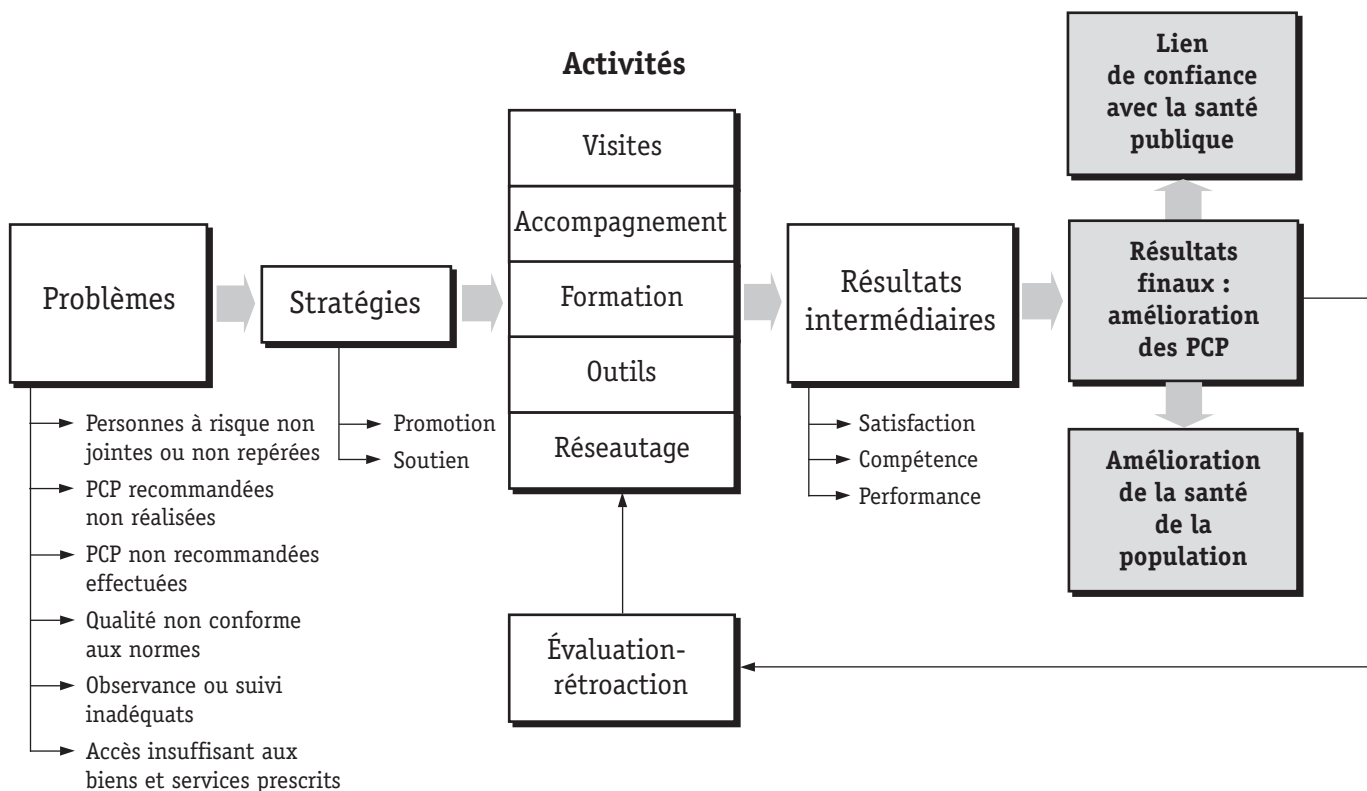 Activités
Visites
Accompagnement
Formation
Outils
Réseautage
Problèmes
Personnes à risque non
jointes ou non repérées
PCP recommandées
non réalisées
PCP non recommandées
effectuées
Qualité non conforme
aux normes
Observance ou suivi
inadéquats
Accès insuffisant aux
biens et services prescrits
Stratégies
Promotion
Soutien
Résultats
intermédiaires
Satisfaction
Compétence
Performance
Lien
de confiance
avec la santé
publique
Résultats
finaux :
amélioration
des PCP
Amélioration
de la santé
de la
population
Évaluation-
rétroaction